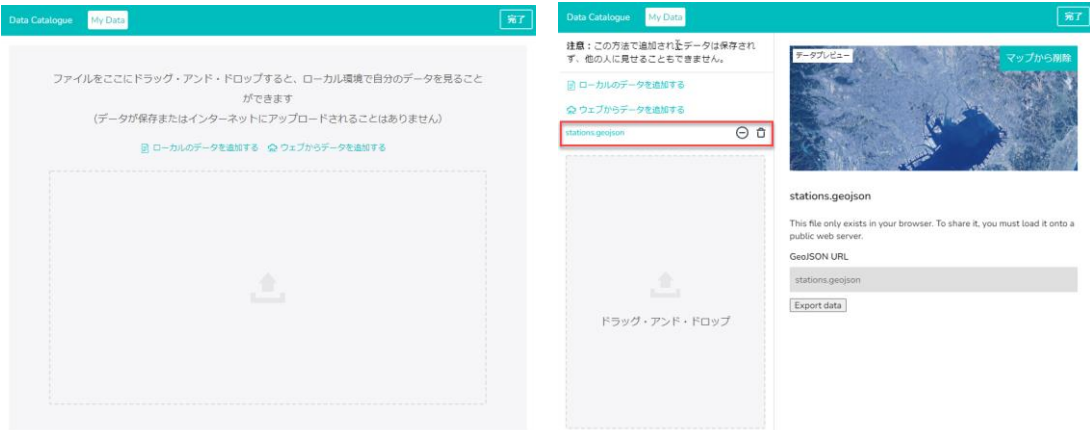 Data Catalogue My Data 完了
ファイルをここにドラッグ・アンド・ドロップすると、ローカル環境で自分のデータを見ること
ができます
(データが保存またはインターネットにアップロードされることはありません)
ローカルのデータを追加する ウェブからデータを追加する
Data Catalogue My Data 完了
注意：この方法で追加されたデータは保存され
ず、他の人に見せることもできません。
ローカルのデータを追加する
ウェブからデータを追加する
stations.geojson
ドラッグ・アンド・ドロップ
データプレビュー マップから削除
stations.geojson
This file only exists in your browser. To share it, you must load it onto a
public web server.
GeoJSON URL
stations.geojson
Export data